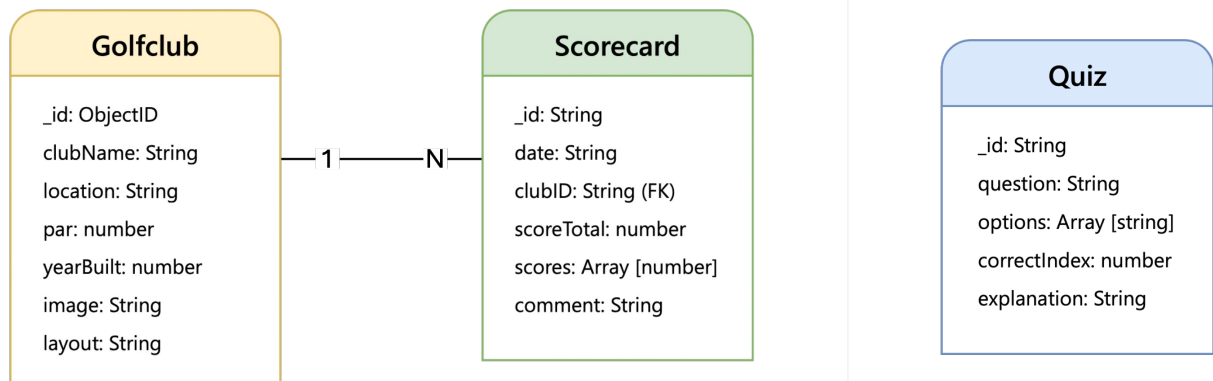 Golfclub
_id: ObjectID
clubName: String
location: String
par: number
yearBuilt: number
image: String
layout: String
1
N
Scorecard
_id: String
date: String
clubID: String (FK)
scoreTotal: number
scores: Array [number]
comment: String
Quiz
_id: String
question: String
options: Array [string]
correctIndex: number
explanation: String